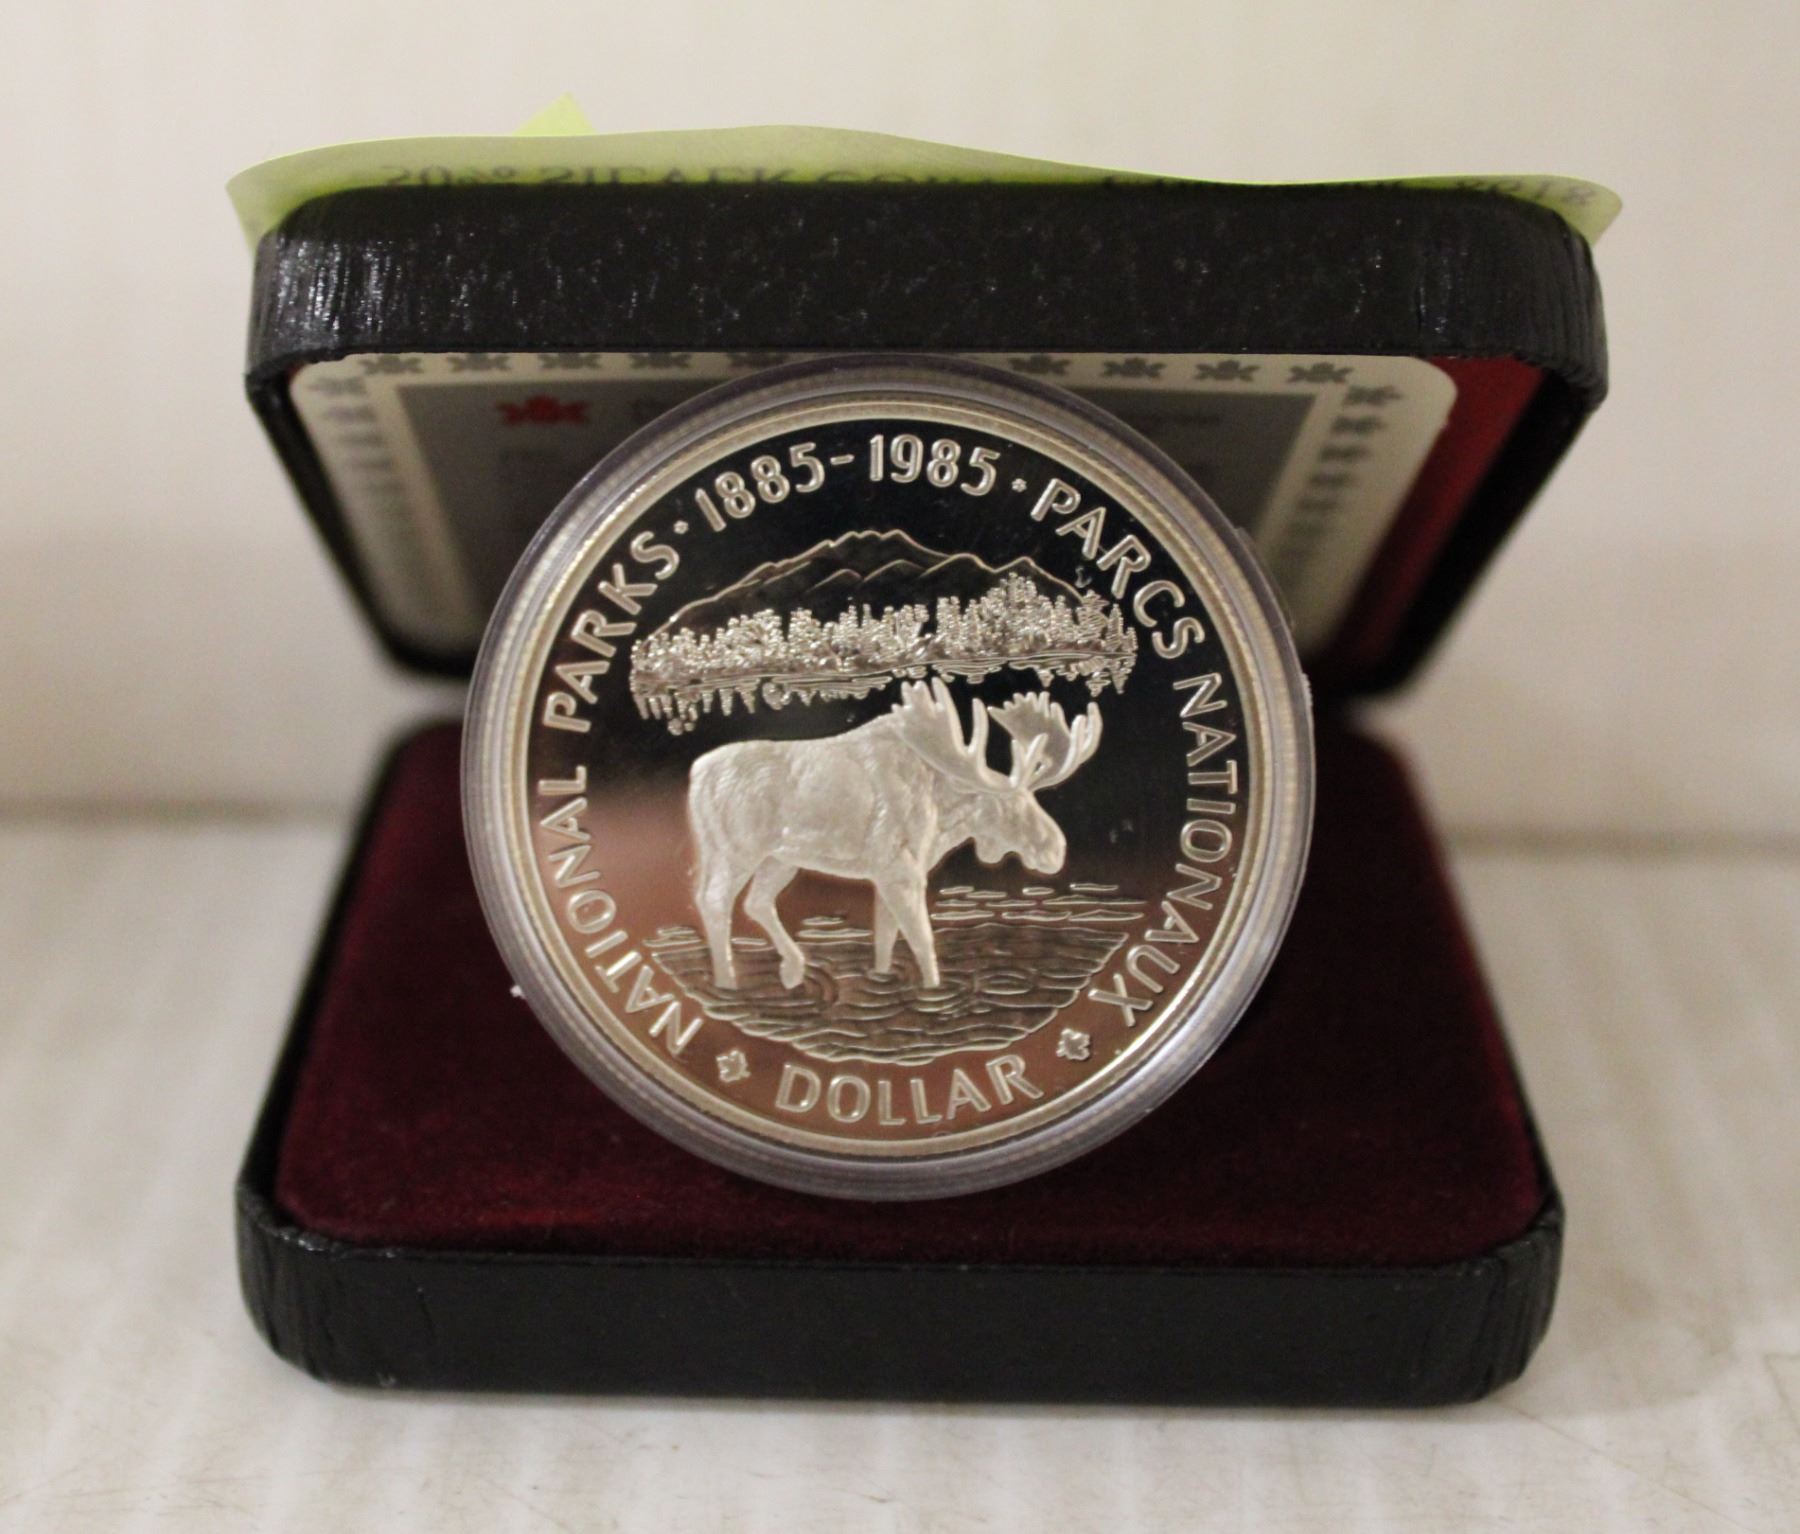 NATIONAL PARKS · 1885-1985 · PARCS NATIONAUX
DOLLAR